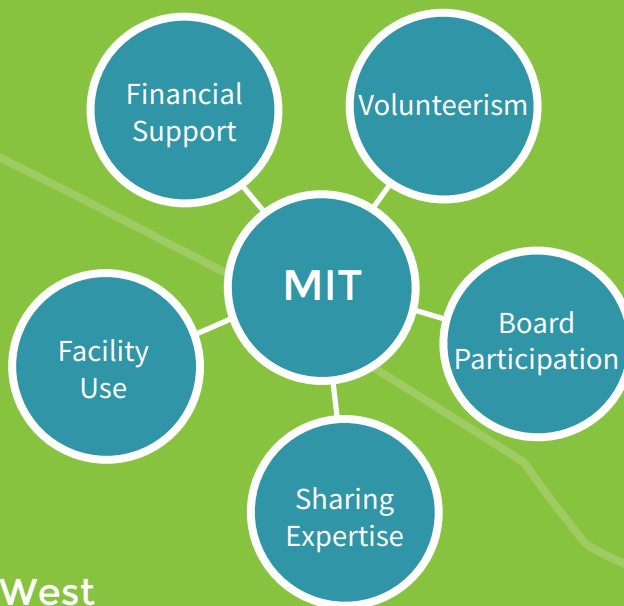 Financial
Support
Volunteerism
MIT
Board
Participation
Facility
Use
Sharing
Expertise
West